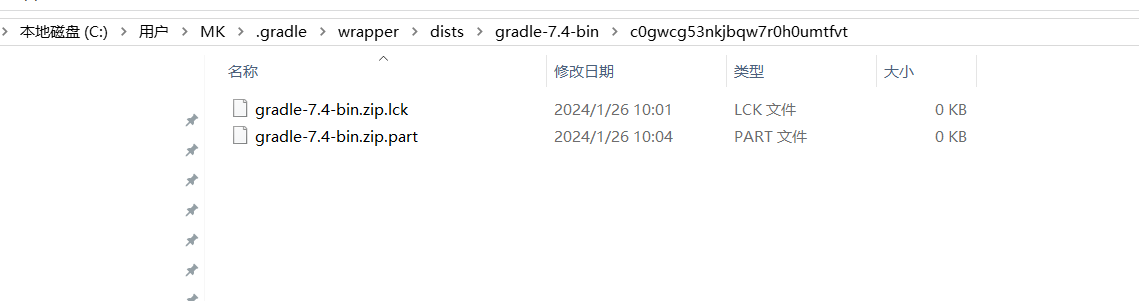 本地磁盘 (C:) > 用户 > MK > .gradle > wrapper > dists > gradle-7.4-bin > c0gwcg53nkjbqw7r0h0umtfvt
名称 修改日期 类型 大小
gradle-7.4-bin.zip.lck 2024/1/26 10:01 LCK 文件 0 KB
gradle-7.4-bin.zip.part 2024/1/26 10:04 PART 文件 0 KB